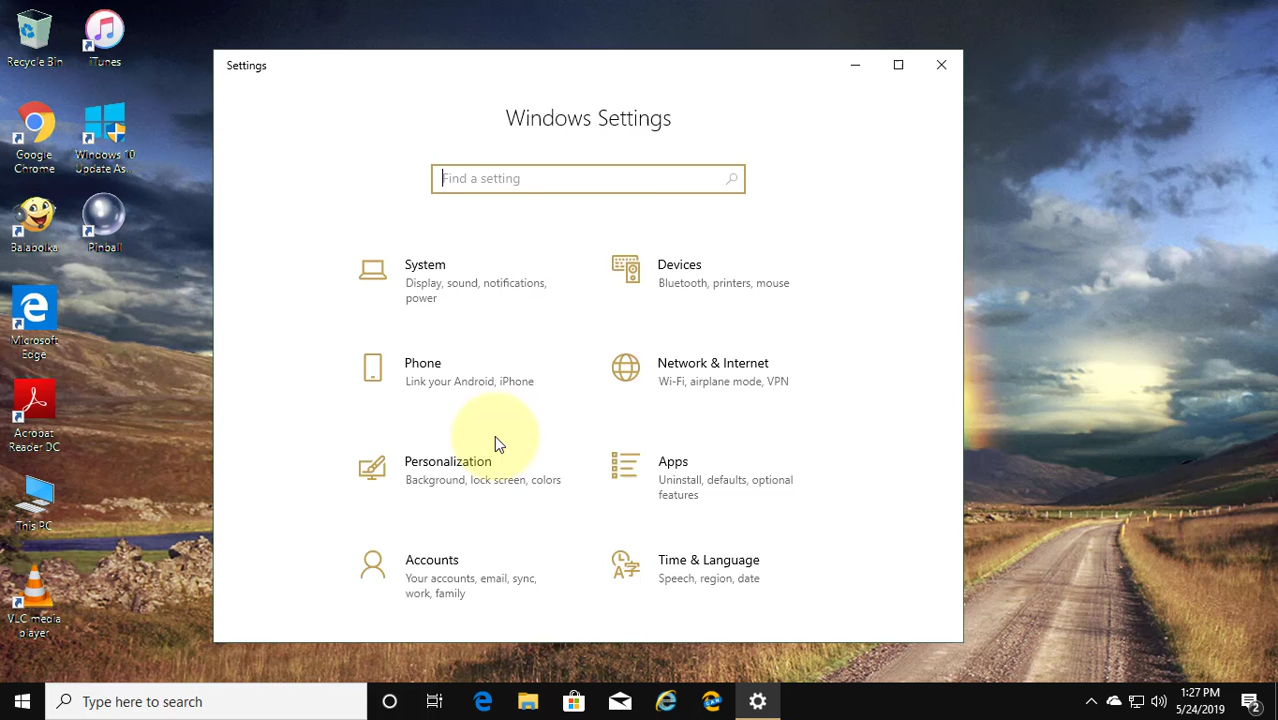 Recycle Bin
iTunes
Google
Chrome
Windows 10
Update As...
Balabolka
Pinball
Microsoft
Edge
Acrobat
Reader DC
This PC
VLC media
player
Settings
Windows Settings
Find a setting
System
Display, sound, notifications,
power
Devices
Bluetooth, printers, mouse
Phone
Link your Android, iPhone
Network & Internet
Wi-Fi, airplane mode, VPN
Personalization
Background, lock screen, colors
Apps
Uninstall, defaults, optional
features
Accounts
Your accounts, email, sync,
work, family
Time & Language
Speech, region, date
Type here to search
1:27 PM
5/24/2019
2